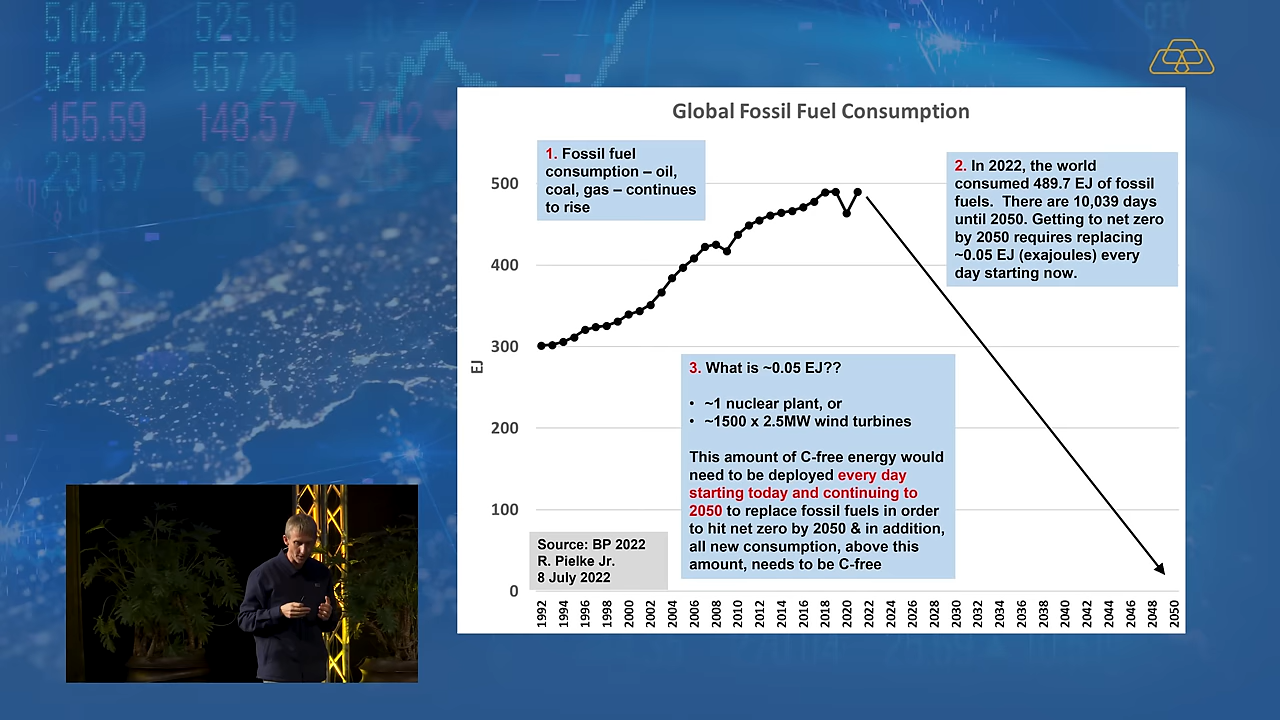 514.79 525.19
541.32 557.29 15.9
155.59 148.57
231.37
Global Fossil Fuel Consumption
1. Fossil fuel
consumption – oil,
coal, gas – continues
to rise
2. In 2022, the world
consumed 489.7 EJ of fossil
fuels. There are 10,039 days
until 2050. Getting to net zero
by 2050 requires replacing
~0.05 EJ (exajoules) every
day starting now.
500
400
300
200
100
0
EJ
3. What is ~0.05 EJ??
• ~1 nuclear plant, or
• ~1500 x 2.5MW wind turbines
This amount of C-free energy would
need to be deployed every day
starting today and continuing to
2050 to replace fossil fuels in order
to hit net zero by 2050 & in addition,
all new consumption, above this
amount, needs to be C-free
Source: BP 2022
R. Pielke Jr.
8 July 2022
1992 1994 1996 1998 2000 2002 2004 2006 2008 2010 2012 2014 2016 2018 2020 2022 2024 2026 2028 2030 2032 2034 2036 2038 2040 2042 2044 2046 2048 2050